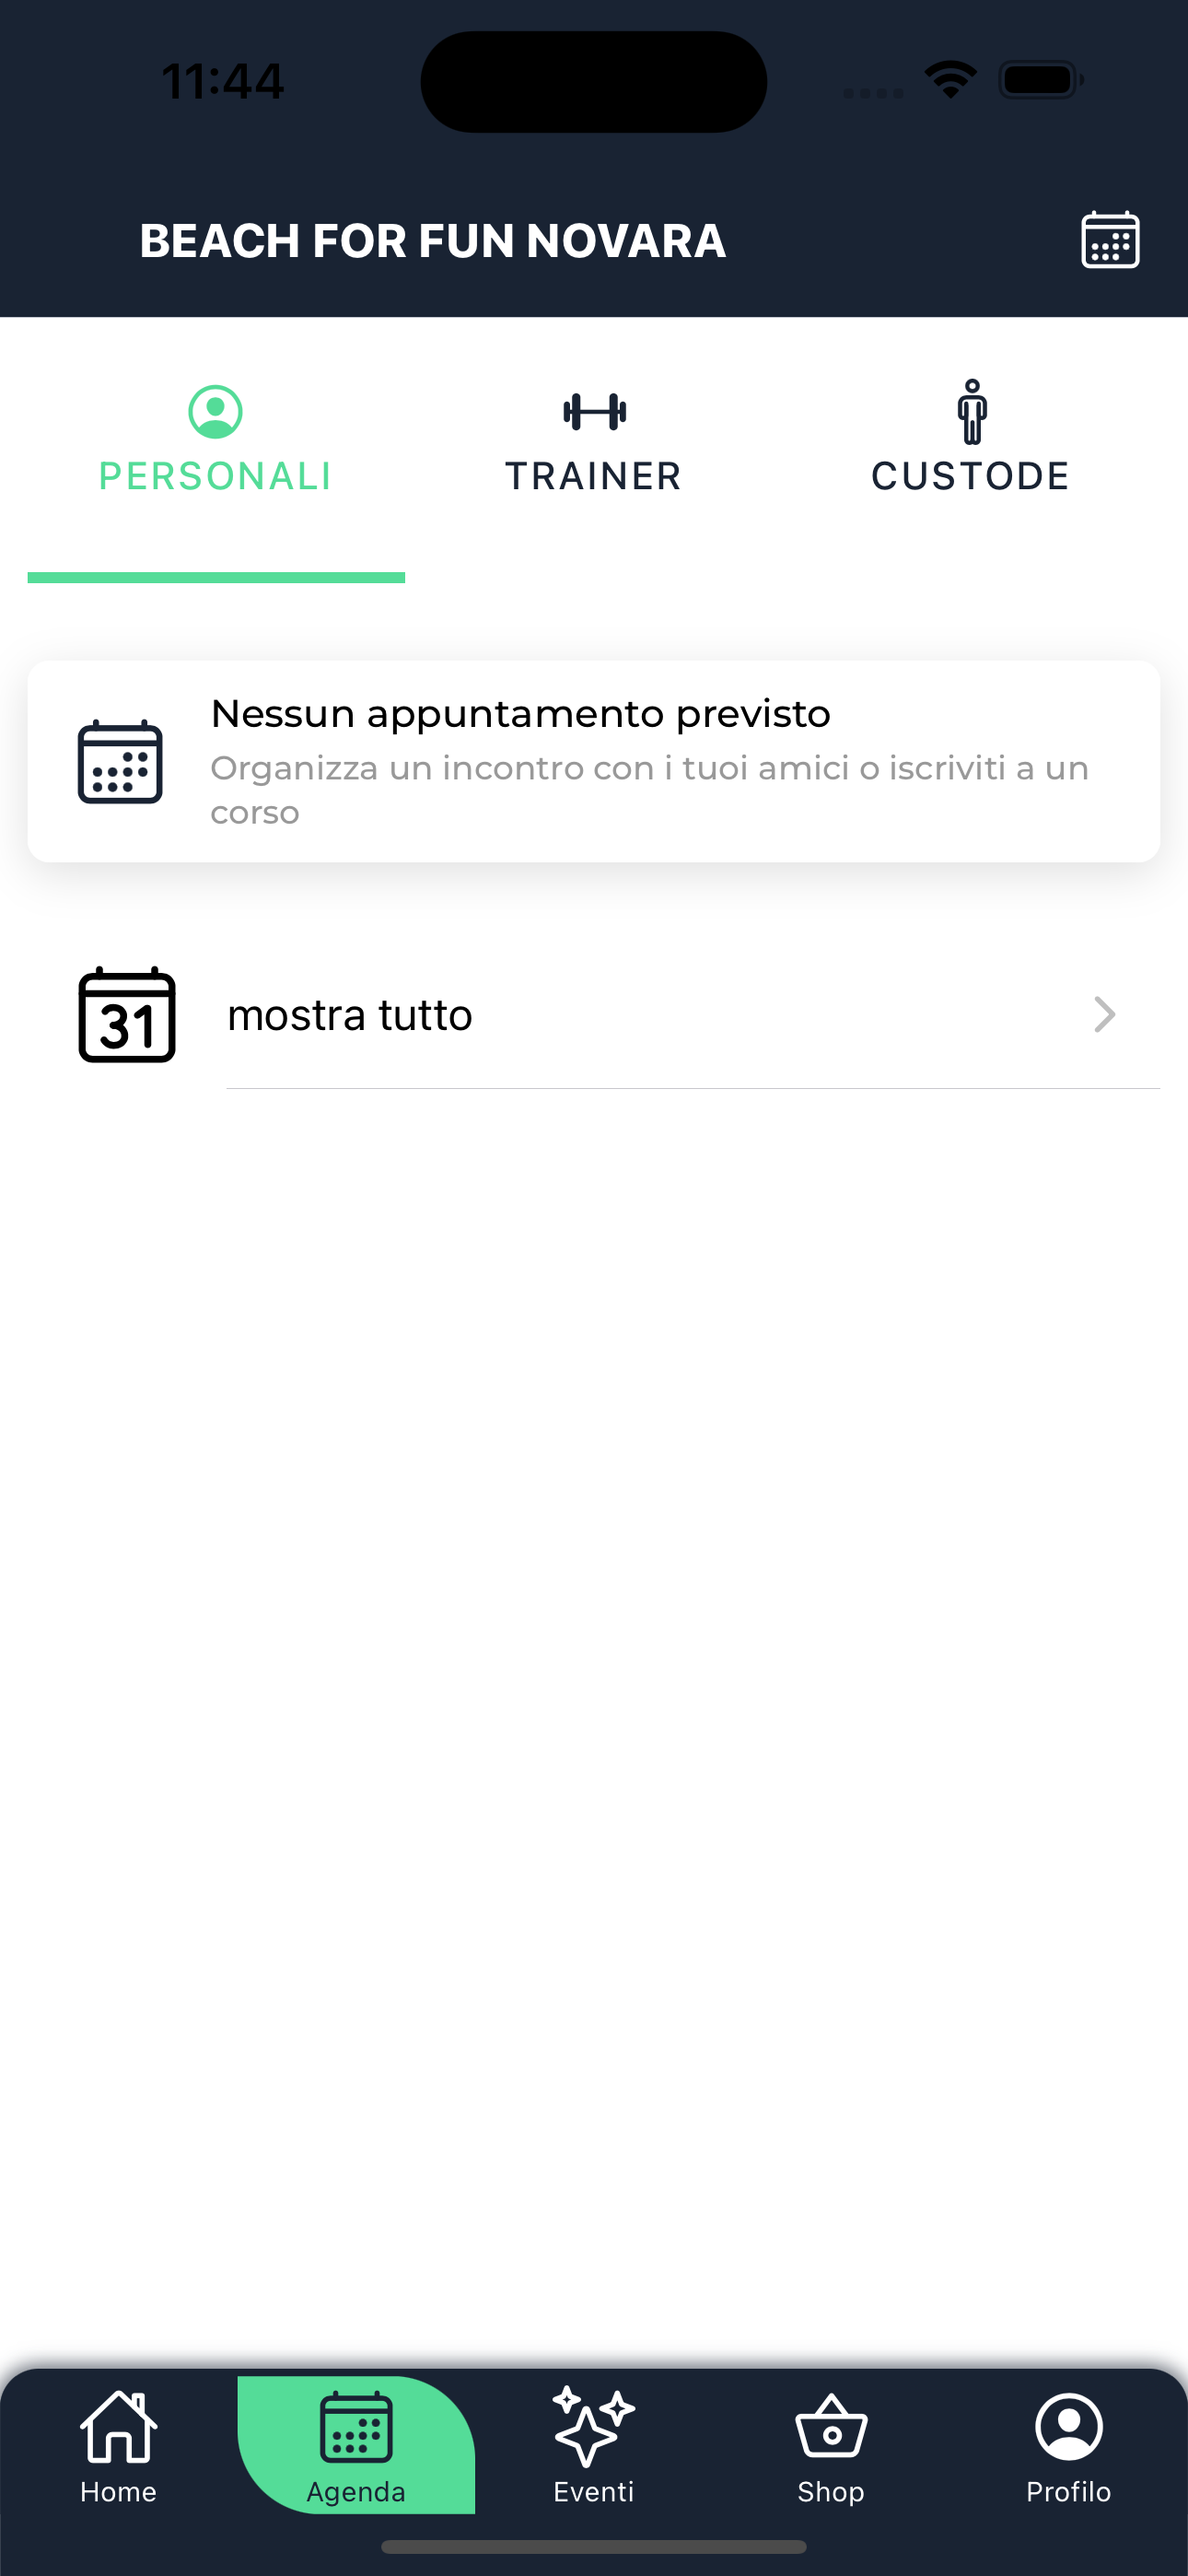 11:44
BEACH FOR FUN NOVARA
PERSONALI
TRAINER
CUSTODE
Nessun appuntamento previsto
Organizza un incontro con i tuoi amici o iscriviti a un
corso
31
mostra tutto
Home
Agenda
Eventi
Shop
Profilo